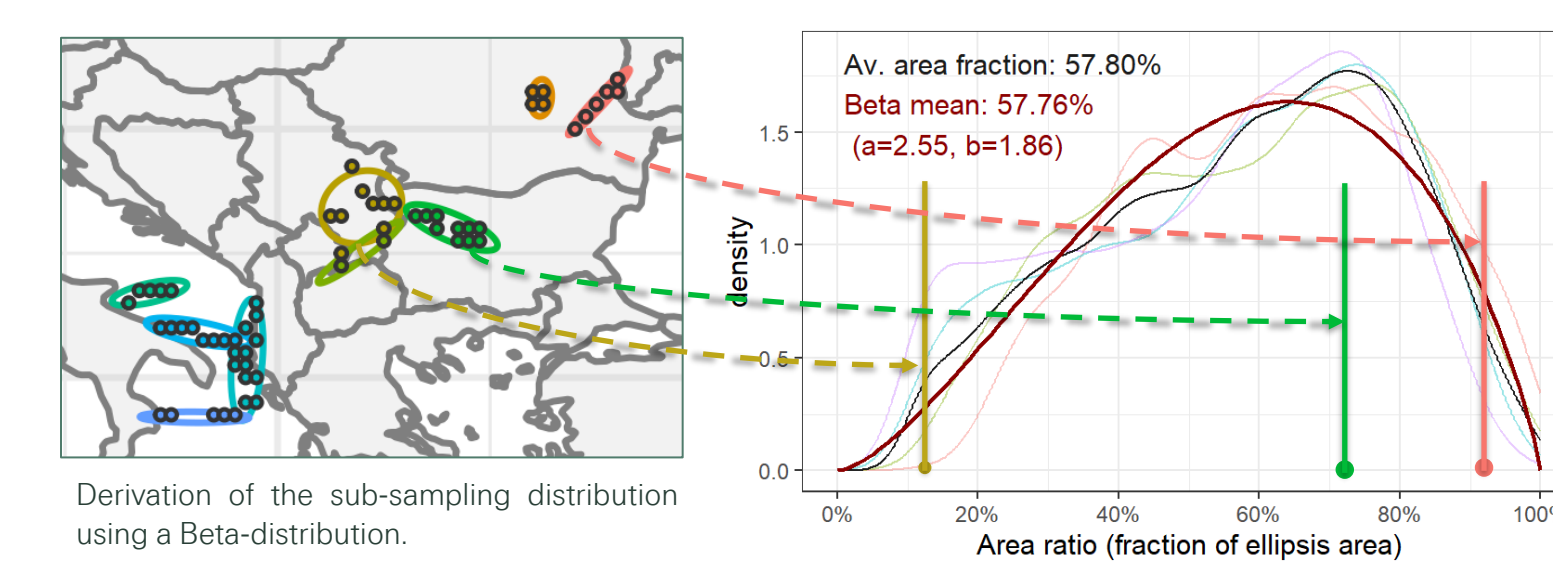 Derivation of the sub-sampling distribution
using a Beta-distribution.
Av. area fraction: 57.80%
Beta mean: 57.76%
(a=2.55, b=1.86)
density
1.5
1.0
0.5
0.0
0%
20%
40%
60%
80%
100%
Area ratio (fraction of ellipsis area)